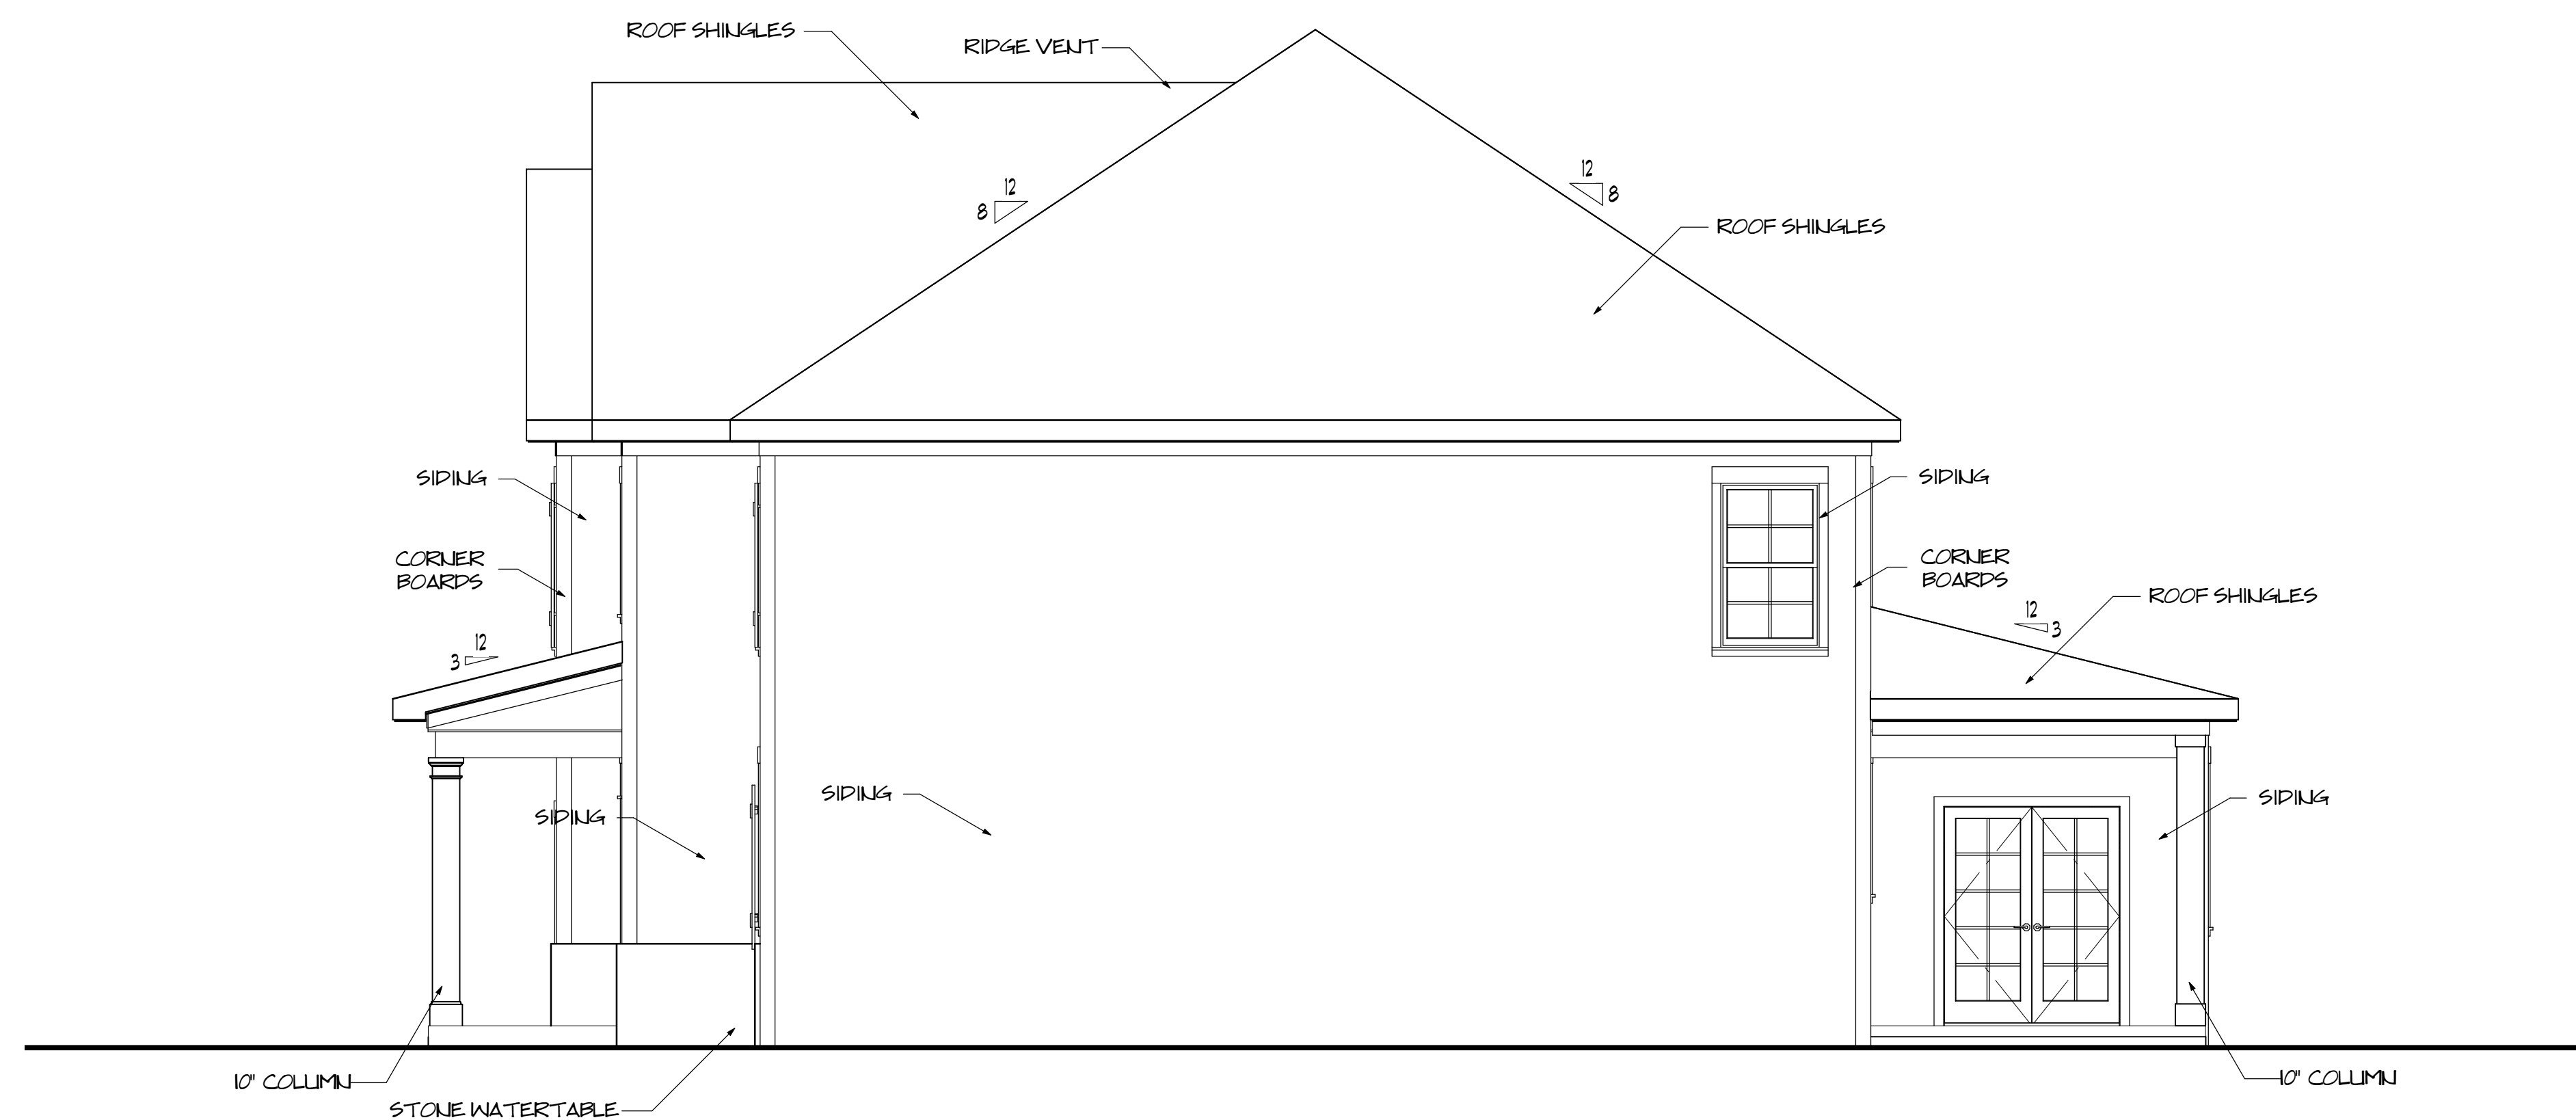 ROOF SHINGLES
RIDGE VENT
12
8
12
8
ROOF SHINGLES
SIDING
SIDING
CORNER
BOARDS
CORNER
BOARDS
ROOF SHINGLES
12
3
12
3
SIDING
SIDING
SIDING
10" COLUMN
10" COLUMN
STONE WATERTABLE